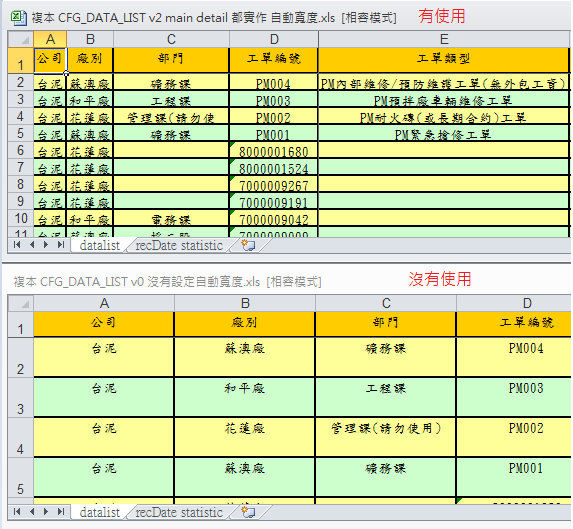 複本 CFG_DATA_LIST v2 main detail 都實作 自動寬度.xls [相容模式] 有使用
A B C D E
1 公司 廠別 部門 工單編號 工單類型
2 台泥 蘇澳廠 礦務課 PM004 PM內部維修/預防維護工單(無外包工資)
3 台泥 和平廠 工程課 PM003 PM預拌廠車輛維修工單
4 台泥 花蓮廠 管理課(請勿使 PM002 PM耐火磚(或長期合約)工單
5 台泥 蘇澳廠 礦務課 PM001 PM緊急搶修工單
6 台泥 花蓮廠 8000001680
7 台泥 花蓮廠 8000001524
8 台泥 花蓮廠 7000009267
9 台泥 花蓮廠 7000009191
10 台泥 和平廠 電務課 7000009042
11 台泥 花蓮廠
datalist recDate statistic
複本 CFG_DATA_LIST v0 沒有設定自動寬度.xls [相容模式] 沒有使用
A B C D
1 公司 廠別 部門 工單編號
2 台泥 蘇澳廠 礦務課 PM004
3 台泥 和平廠 工程課 PM003
4 台泥 花蓮廠 管理課(請勿使用) PM002
5 台泥 蘇澳廠 礦務課 PM001
datalist recDate statistic